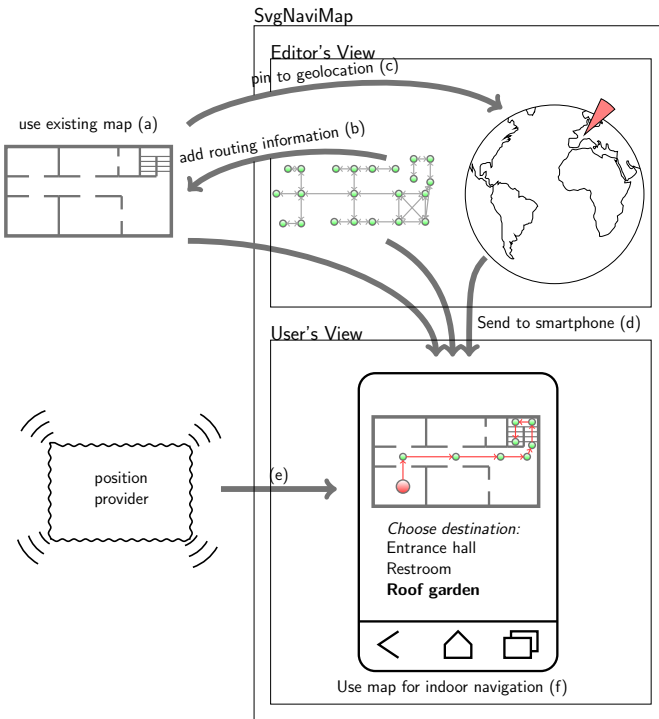 SvgNaviMap
Editor's View
pin to geolocation (c)
use existing map (a)
add routing information (b)
Send to smartphone (d)
User's View
position
provider
(e)
Choose destination:
Entrance hall
Restroom
Roof garden
Use map for indoor navigation (f)